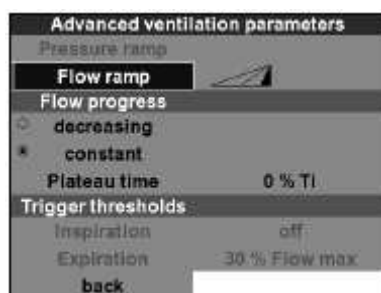 Advanced ventilation parameters
Pressure ramp
Flow ramp
Flow progress
decreasing
constant
Plateau time 0 % Ti
Trigger thresholds
Inspiration off
Expiration 30 % Flow max
back